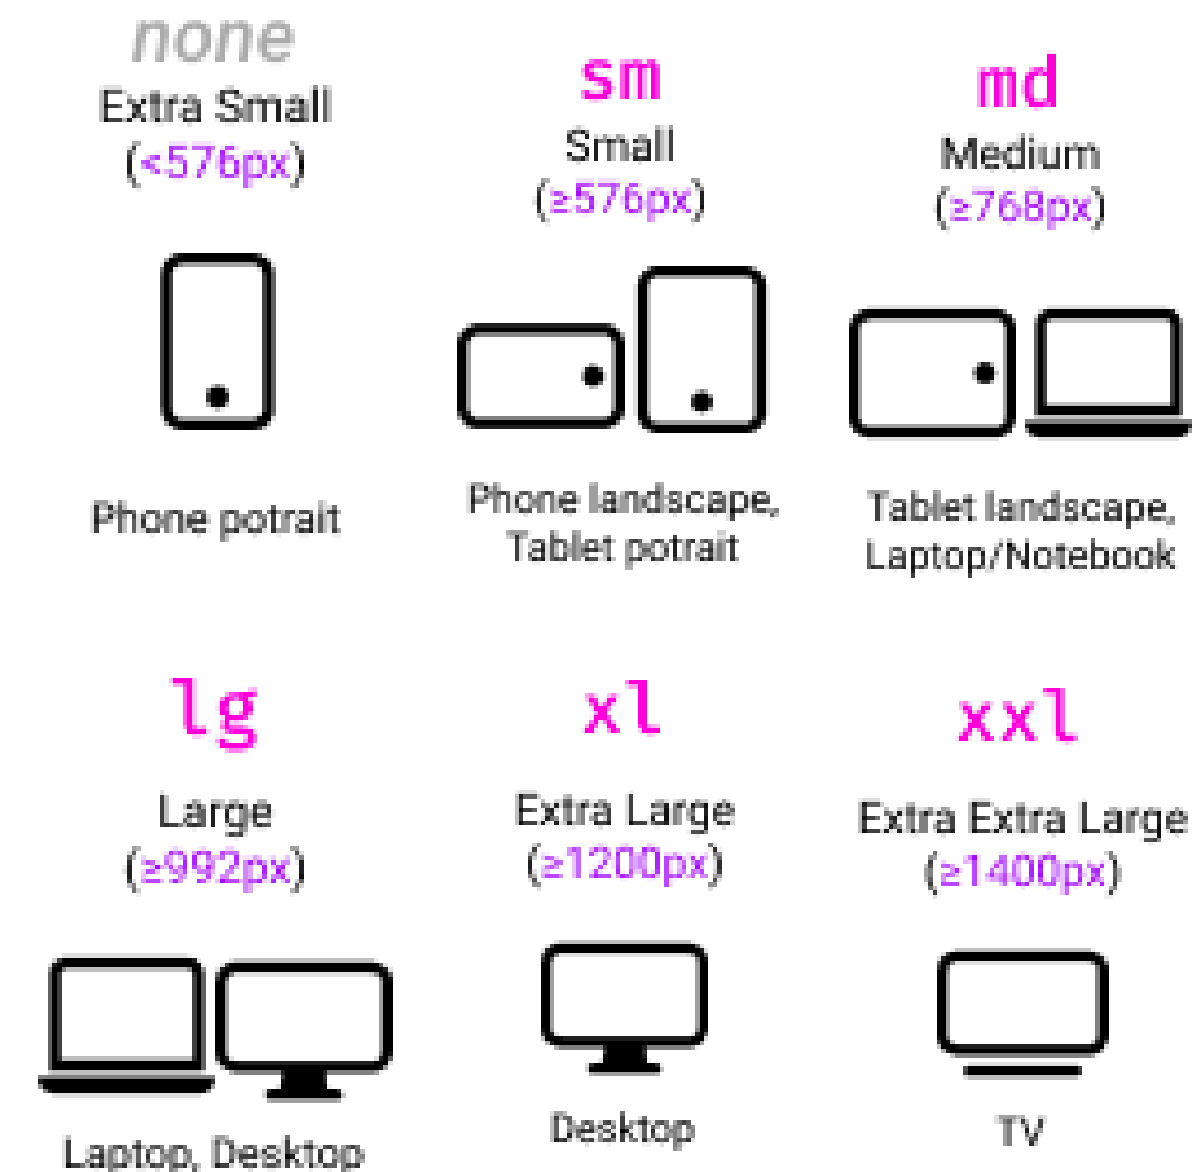 none
Extra Small
(<576px)
Phone potrait
sm
Small
(≥576px)
Phone landscape,
Tablet potrait
md
Medium
(≥768px)
Tablet landscape,
Laptop/Notebook
lg
Large
(≥992px)
Laptop, Desktop
xl
Extra Large
(≥1200px)
Desktop
xxl
Extra Extra Large
(≥1400px)
TV